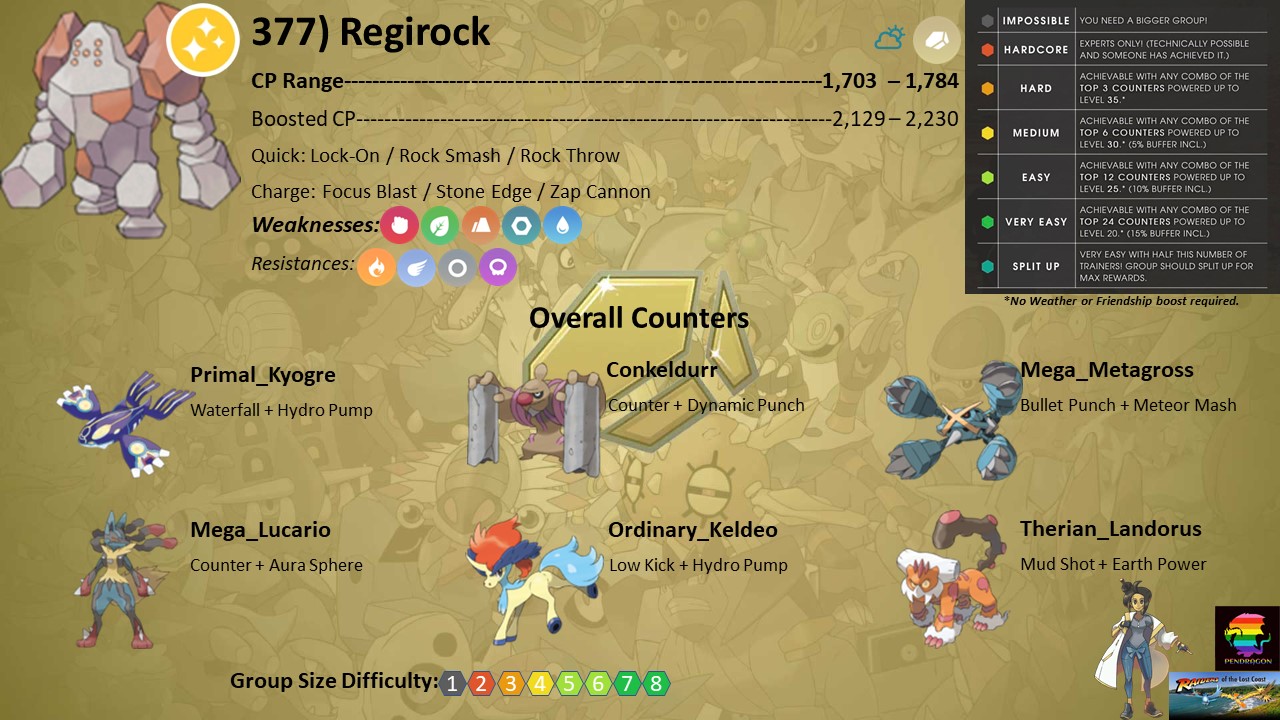 377) Regirock
CP Range--------------------------------------------------------------------------------1,703 – 1,784
Boosted CP-------------------------------------------------------------------------------2,129 – 2,230
Quick: Lock-On / Rock Smash / Rock Throw
Charge: Focus Blast / Stone Edge / Zap Cannon
Weaknesses:
Resistances:
IMPOSSIBLE YOU NEED A BIGGER GROUP!
HARDCORE EXPERTS ONLY! (TECHNICALLY POSSIBLE
AND SOMEONE HAS ACHIEVED IT.)
HARD ACHIEVABLE WITH ANY COMBO OF THE
TOP 3 COUNTERS POWERED UP TO
LEVEL 35.*
MEDIUM ACHIEVABLE WITH ANY COMBO OF THE
TOP 6 COUNTERS POWERED UP TO
LEVEL 30.* (5% BUFFER INCL.)
EASY ACHIEVABLE WITH ANY COMBO OF THE
TOP 12 COUNTERS POWERED UP TO
LEVEL 25.* (10% BUFFER INCL.)
VERY EASY ACHIEVABLE WITH ANY COMBO OF THE
TOP 24 COUNTERS POWERED UP TO
LEVEL 20.* (15% BUFFER INCL.)
SPLIT UP VERY EASY WITH HALF THIS NUMBER OF
TRAINERS! GROUP SHOULD SPLIT UP FOR
MAX REWARDS.
*No Weather or Friendship boost required.
Overall Counters
Primal_Kyogre
Waterfall + Hydro Pump
Conkeldurr
Counter + Dynamic Punch
Mega_Metagross
Bullet Punch + Meteor Mash
Mega_Lucario
Counter + Aura Sphere
Ordinary_Keldeo
Low Kick + Hydro Pump
Therian_Landorus
Mud Shot + Earth Power
Group Size Difficulty: 1 2 3 4 5 6 7 8
PENDRAGON
RAIDERS of the Lost Coast